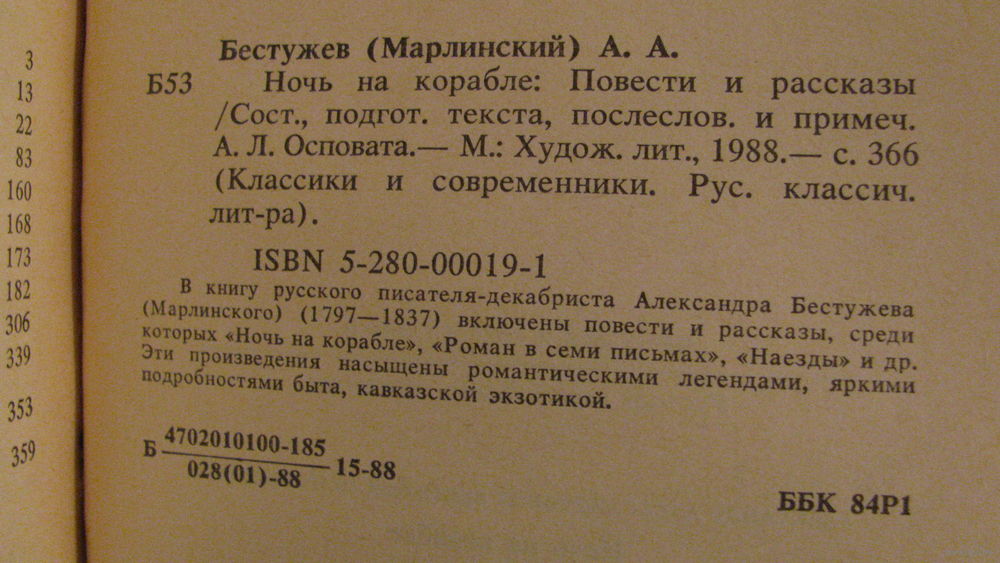 3
13
22
83
160
168
173
182
306
339
353
359
Бестужев (Марлинский) А. А.
Б53 Ночь на корабле: Повести и рассказы
/Сост., подгот. текста, послеслов. и примеч.
А. Л. Осповата.— М.: Худож. лит., 1988.— с. 366
(Классики и современники. Рус. классич.
лит-ра).
ISBN 5-280-00019-1
В книгу русского писателя-декабриста Александра Бестужева
(Марлинского) (1797—1837) включены повести и рассказы, среди
которых «Ночь на корабле», «Роман в семи письмах», «Наезды» и др.
Эти произведения насыщены романтическими легендами, яркими
подробностями быта, кавказской экзотикой.
4702010100-185
Б 15-88
028(01)-88
ББК 84Р1